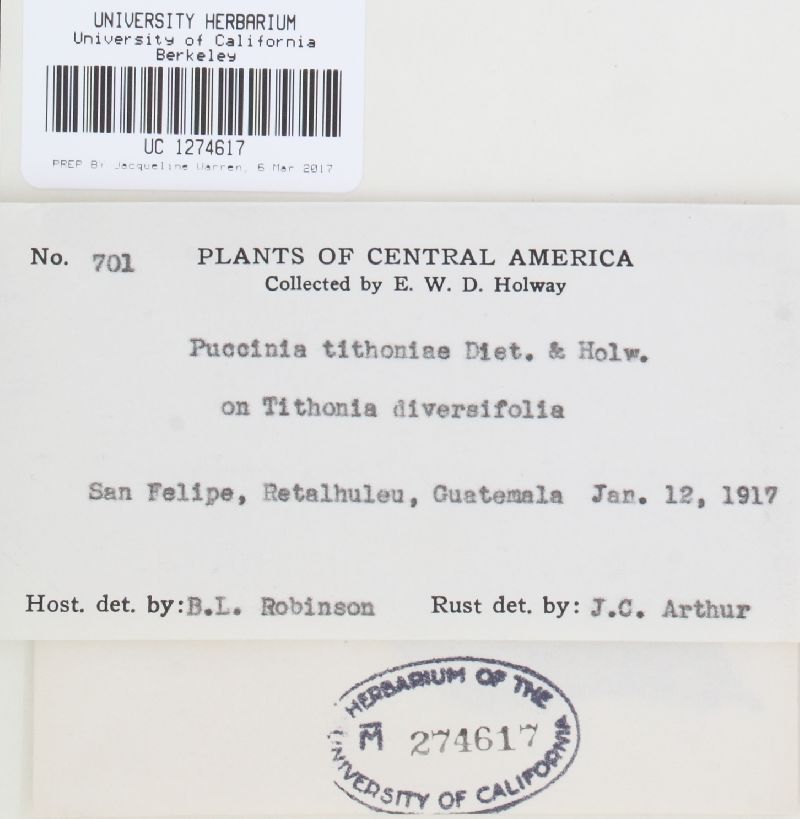 UNIVERSITY HERBARIUM
University of California
Berkeley
UC 1274617
PREP BY Jacqueline Warren, 6 Mar 2017
No. 701 PLANTS OF CENTRAL AMERICA
Collected by E. W. D. Holway
Puccinia tithoniae Diet. & Holw.
on Tithonia diversifolia
San Felipe, Retalhuleu, Guatemala Jan. 12, 1917
Host. det. by: B.L. Robinson Rust det. by: J.C. Arthur
HERBARIUM OF THE
M 274617
UNIVERSITY OF CALIFORNIA